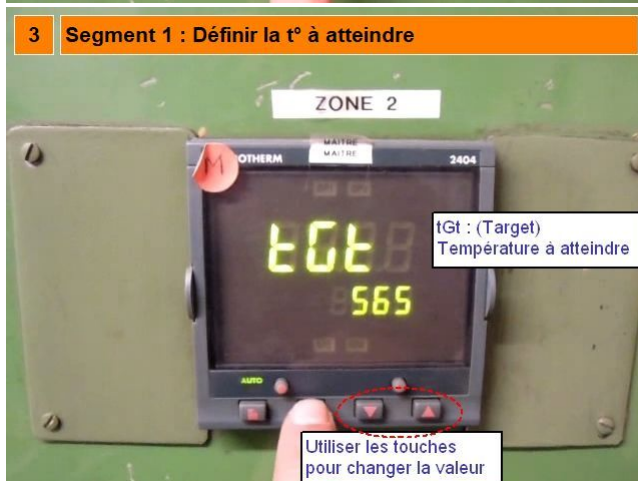 3 Segment 1 : Définir la t° à atteindre
ZONE 2
MAITRE
MAITRE
M
OTHERM 2404
tGt
565
tGt : (Target)
Température à atteindre
AUTO
Utiliser les touches
pour changer la valeur